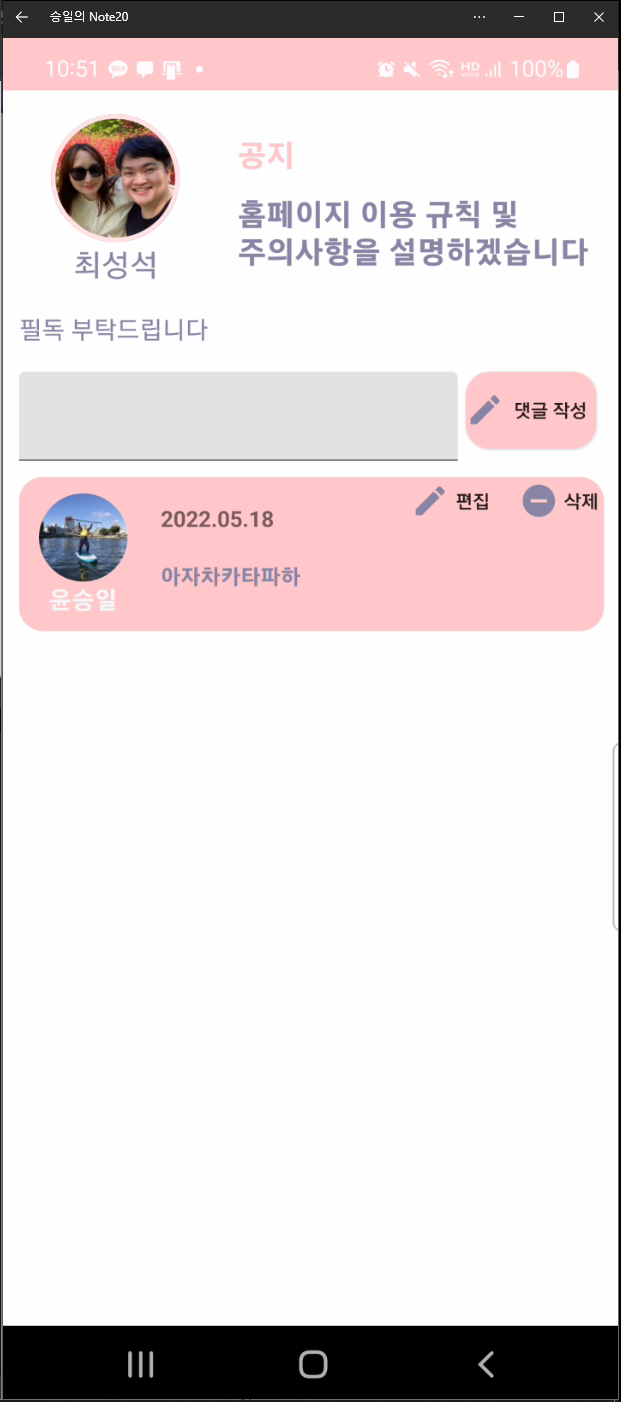 승일의 Note20
10:51
HD
100%
공지
홈페이지 이용 규칙 및
주의사항을 설명하겠습니다
최성석
필독 부탁드립니다
댓글 작성
2022.05.18
편집
삭제
아자차카타파하
윤승일